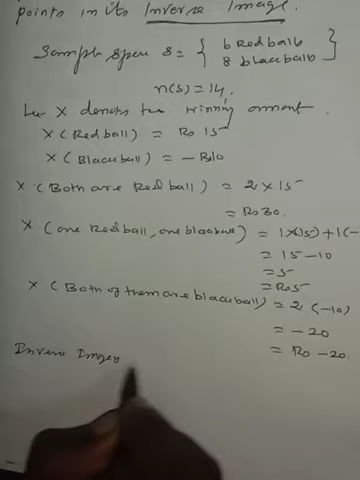 points in its Inverse Image.
Sample space S = { 6 Red balls
8 black balls }
n(s) = 14.
Let X denotes the winning amount.
X (Red ball) = Rs 15
X (Black ball) = - Rs 10
X (Both are Red ball) = 2 x 15
= Rs 30.
X (one Red ball, one black ball) = 1(15) + 1(-
= 15 - 10
= 5
= Rs 5
X (Both of them are black ball) = 2 (-10)
= - 20
= Rs - 20.
Inverse Images